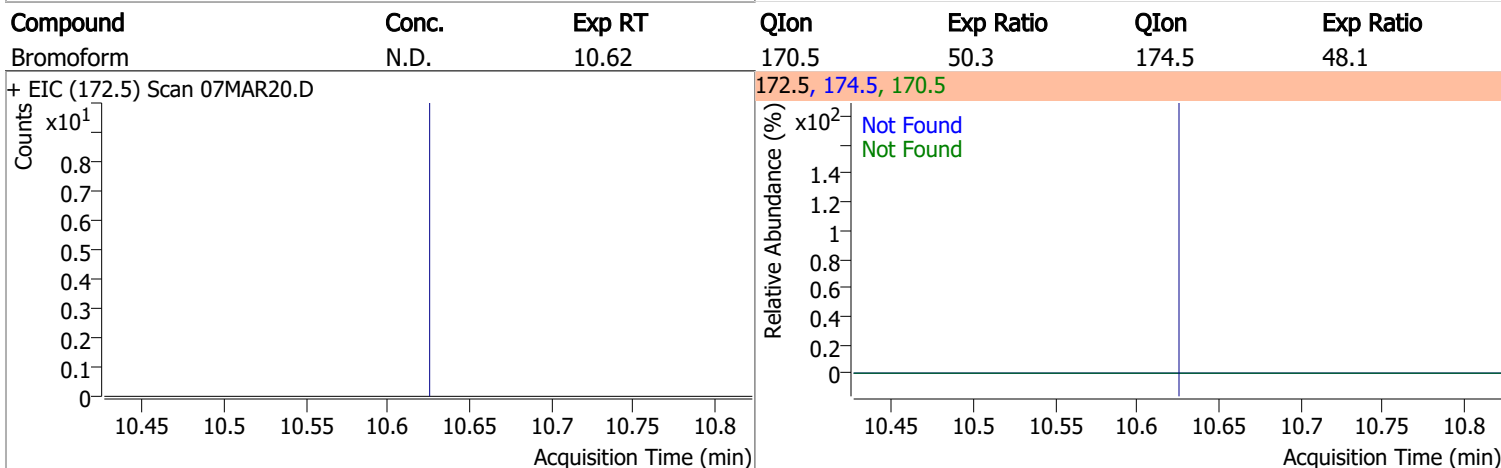 Compound Conc. Exp RT QIon Exp Ratio QIon Exp Ratio
Bromoform N.D. 10.62 170.5 50.3 174.5 48.1
+ EIC (172.5) Scan 07MAR20.D
Counts
x10¹
0.8
0.7
0.6
0.5
0.4
0.3
0.2
0.1
0
10.45 10.5 10.55 10.6 10.65 10.7 10.75 10.8
Acquisition Time (min)
172.5, 174.5, 170.5
Relative Abundance (%)
x10²
Not Found
Not Found
1.4
1.2
1
0.8
0.6
0.4
0.2
0
10.45 10.5 10.55 10.6 10.65 10.7 10.75 10.8
Acquisition Time (min)